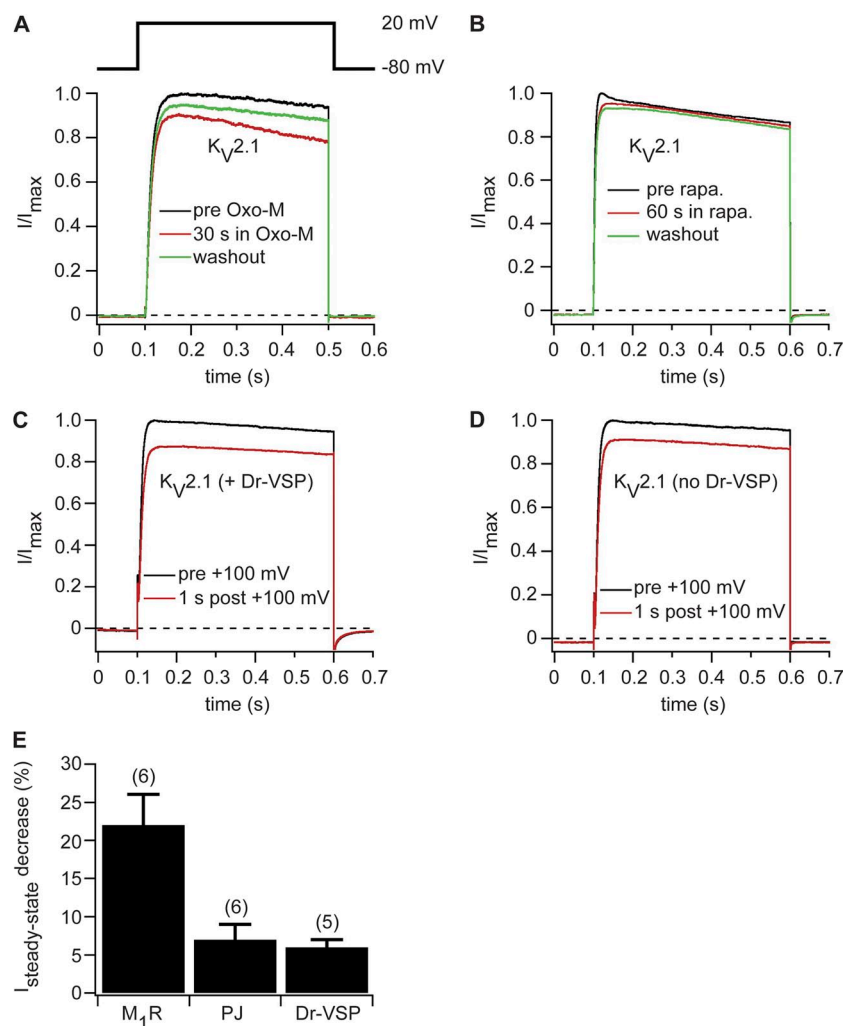 A
20 mV
-80 mV
1.0
0.8
0.6
0.4
0.2
0
I/Imax
KV2.1
pre Oxo-M
30 s in Oxo-M
washout
0 0.1 0.2 0.3 0.4 0.5 0.6
time (s)
B
1.0
0.8
0.6
0.4
0.2
0
I/Imax
KV2.1
pre rapa.
60 s in rapa.
washout
0 0.1 0.2 0.3 0.4 0.5 0.6 0.7
time (s)
C
1.0
0.8
0.6
0.4
0.2
0
I/Imax
KV2.1 (+ Dr-VSP)
pre +100 mV
1 s post +100 mV
0 0.1 0.2 0.3 0.4 0.5 0.6 0.7
time (s)
D
1.0
0.8
0.6
0.4
0.2
0
I/Imax
KV2.1 (no Dr-VSP)
pre +100 mV
1 s post +100 mV
0 0.1 0.2 0.3 0.4 0.5 0.6 0.7
time (s)
E
30
25
20
15
10
5
0
Isteady-state decrease (%)
(6)
(6)
(5)
M1R PJ Dr-VSP